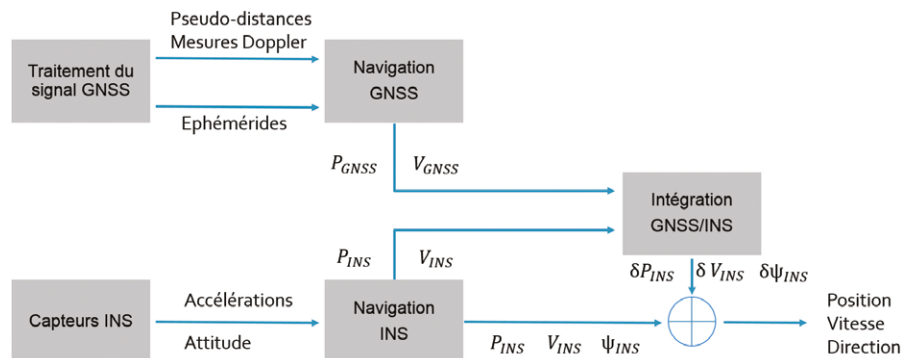 Pseudo-distances
Mesures Doppler
Traitement du
signal GNSS
Navigation
GNSS
Ephémérides
P_GNSS V_GNSS
Intégration
GNSS/INS
P_INS V_INS
δP_INS δ V_INS δψ_INS
Capteurs INS
Accélérations
Attitude
Navigation
INS
P_INS V_INS ψ_INS
Position
Vitesse
Direction